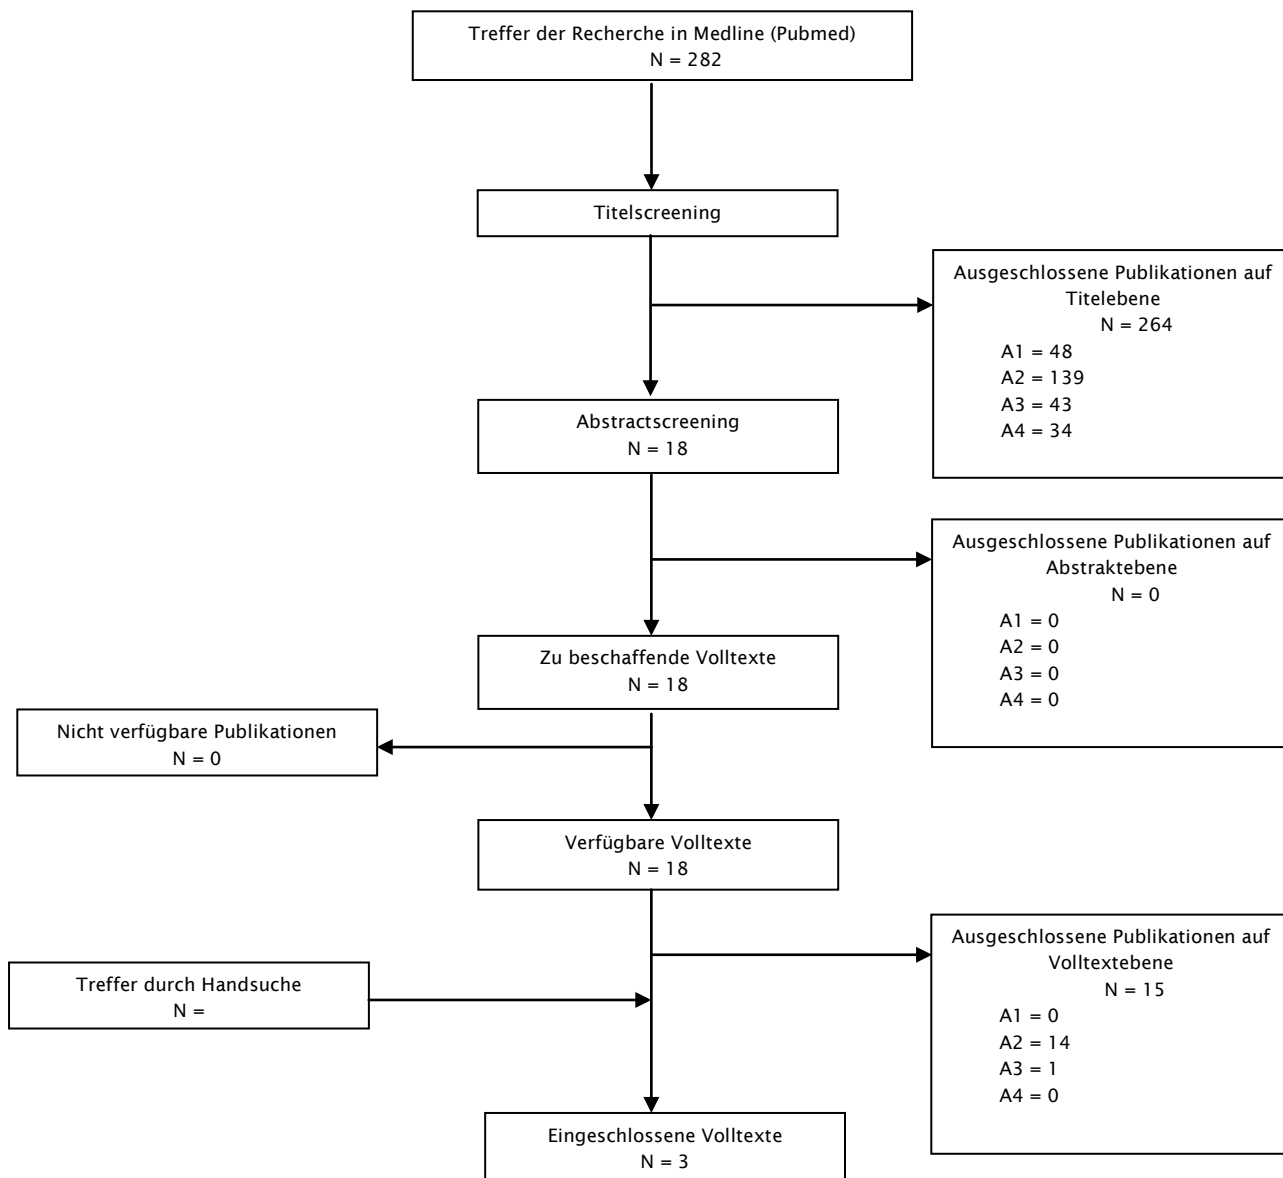 Treffer der Recherche in Medline (Pubmed)
N = 282
Titelscreening
Ausgeschlossene Publikationen auf
Titelebene
N = 264
A1 = 48
A2 = 139
A3 = 43
A4 = 34
Abstractscreening
N = 18
Ausgeschlossene Publikationen auf
Abstraktebene
N = 0
A1 = 0
A2 = 0
A3 = 0
A4 = 0
Zu beschaffende Volltexte
N = 18
Nicht verfügbare Publikationen
N = 0
Verfügbare Volltexte
N = 18
Ausgeschlossene Publikationen auf
Volltextebene
N = 15
A1 = 0
A2 = 14
A3 = 1
A4 = 0
Treffer durch Handsuche
N =
Eingeschlossene Volltexte
N = 3